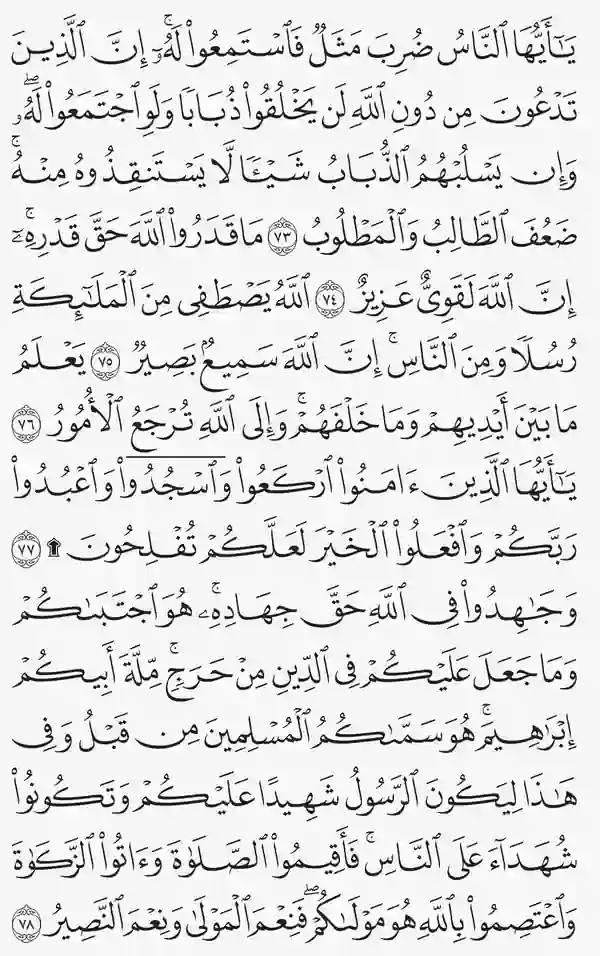 يَـٰٓأَيُّهَا ٱلنَّاسُ ضُرِبَ مَثَلٌ فَٱسْتَمِعُوا۟ لَهُۥٓ ۚ إِنَّ ٱلَّذِينَ
تَدْعُونَ مِن دُونِ ٱللَّهِ لَن يَخْلُقُوا۟ ذُبَابًا وَلَوِ ٱجْتَمَعُوا۟ لَهُۥ ۖ
وَإِن يَسْلُبْهُمُ ٱلذُّبَابُ شَيْـًٔا لَّا يَسْتَنقِذُوهُ مِنْهُ ۚ
ضَعُفَ ٱلطَّالِبُ وَٱلْمَطْلُوبُ ٧٣ مَا قَدَرُوا۟ ٱللَّهَ حَقَّ قَدْرِهِۦٓ ۗ
إِنَّ ٱللَّهَ لَقَوِىٌّ عَزِيزٌ ٧٤ ٱللَّهُ يَصْطَفِى مِنَ ٱلْمَلَـٰٓئِكَةِ
رُسُلًا وَمِنَ ٱلنَّاسِ ۚ إِنَّ ٱللَّهَ سَمِيعٌۢ بَصِيرٌ ٧٥ يَعْلَمُ
مَا بَيْنَ أَيْدِيهِمْ وَمَا خَلْفَهُمْ ۗ وَإِلَى ٱللَّهِ تُرْجَعُ ٱلْأُمُورُ ٧٦
يَـٰٓأَيُّهَا ٱلَّذِينَ ءَامَنُوا۟ ٱرْكَعُوا۟ وَٱسْجُدُوا۟ وَٱعْبُدُوا۟
رَبَّكُمْ وَٱفْعَلُوا۟ ٱلْخَيْرَ لَعَلَّكُمْ تُفْلِحُونَ ۩ ٧٧
وَجَـٰهِدُوا۟ فِى ٱللَّهِ حَقَّ جِهَادِهِۦ ۚ هُوَ ٱجْتَبَىٰكُمْ
وَمَا جَعَلَ عَلَيْكُمْ فِى ٱلدِّينِ مِنْ حَرَجٍ ۚ مِّلَّةَ أَبِيكُمْ
إِبْرَٰهِيمَ ۚ هُوَ سَمَّىٰكُمُ ٱلْمُسْلِمِينَ مِن قَبْلُ وَفِى
هَـٰذَا لِيَكُونَ ٱلرَّسُولُ شَهِيدًا عَلَيْكُمْ وَتَكُونُوا۟
شُهَدَآءَ عَلَى ٱلنَّاسِ ۚ فَأَقِيمُوا۟ ٱلصَّلَوٰةَ وَءَاتُوا۟ ٱلزَّكَوٰةَ
وَٱعْتَصِمُوا۟ بِٱللَّهِ هُوَ مَوْلَىٰكُمْ ۖ فَنِعْمَ ٱلْمَوْلَىٰ وَنِعْمَ ٱلنَّصِيرُ ٧٨